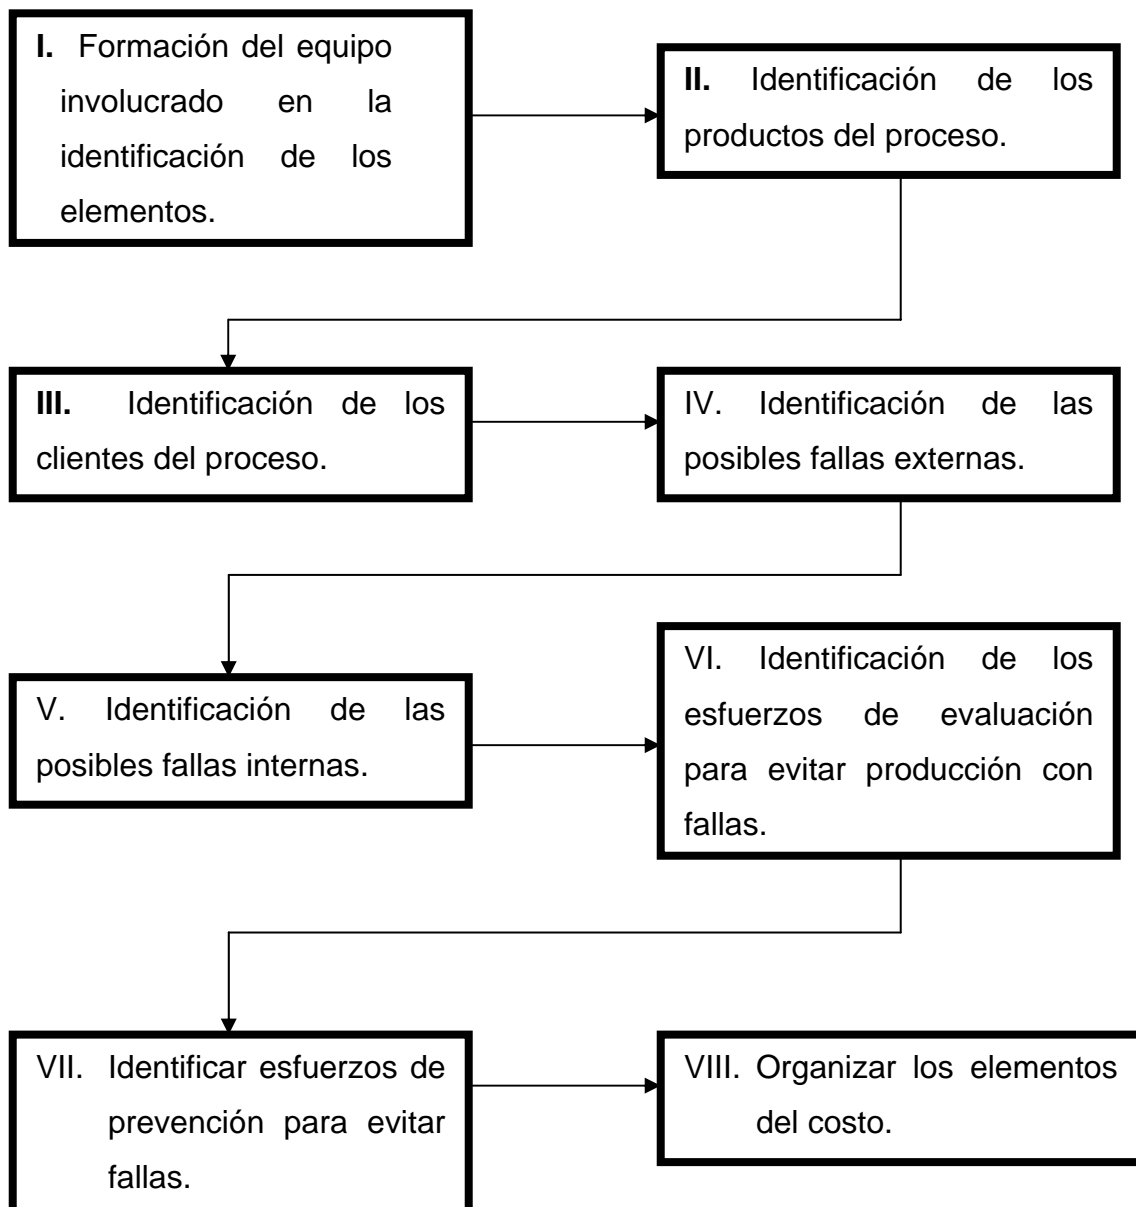 I. Formación del equipo
involucrado en la
identificación de los
elementos.
II. Identificación de los
productos del proceso.
III. Identificación de los
clientes del proceso.
IV. Identificación de las
posibles fallas externas.
V. Identificación de las
posibles fallas internas.
VI. Identificación de los
esfuerzos de evaluación
para evitar producción con
fallas.
VII. Identificar esfuerzos de
prevención para evitar
fallas.
VIII. Organizar los elementos
del costo.